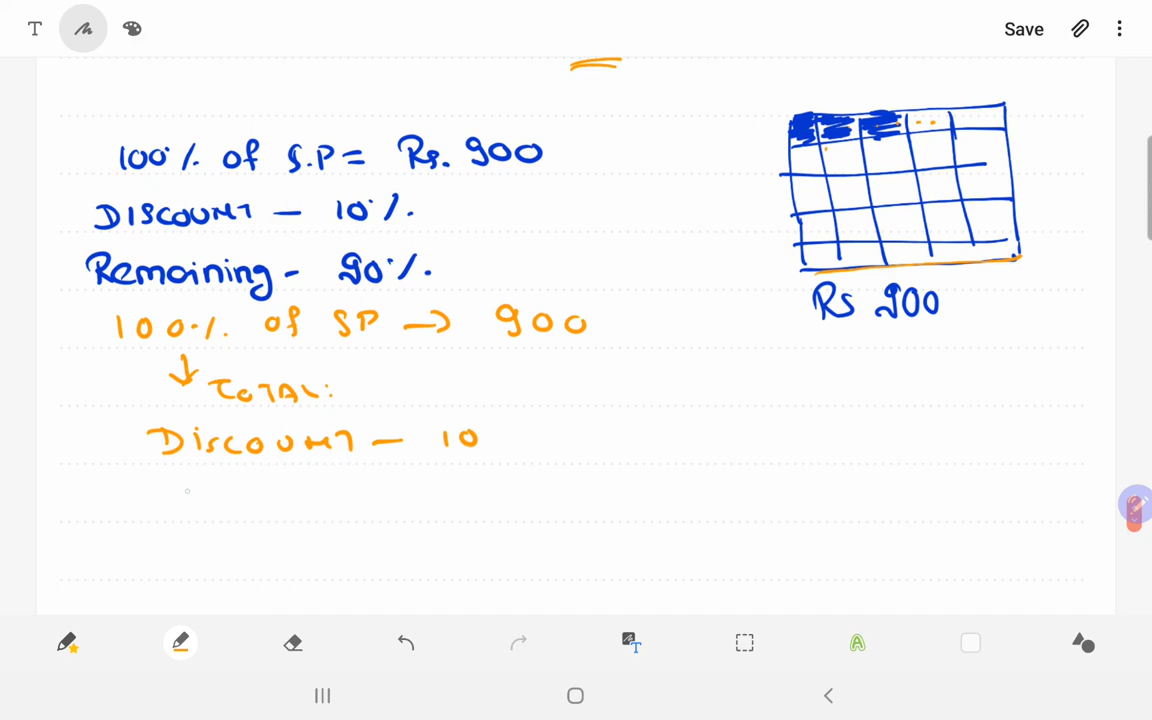 T
Save
100% of S.P = Rs. 900
DISCOUNT - 10%.
Remaining - 90%.
Rs 900
100% of SP → 900
↓ TOTAL:
DISCOUNT - 10
T
A